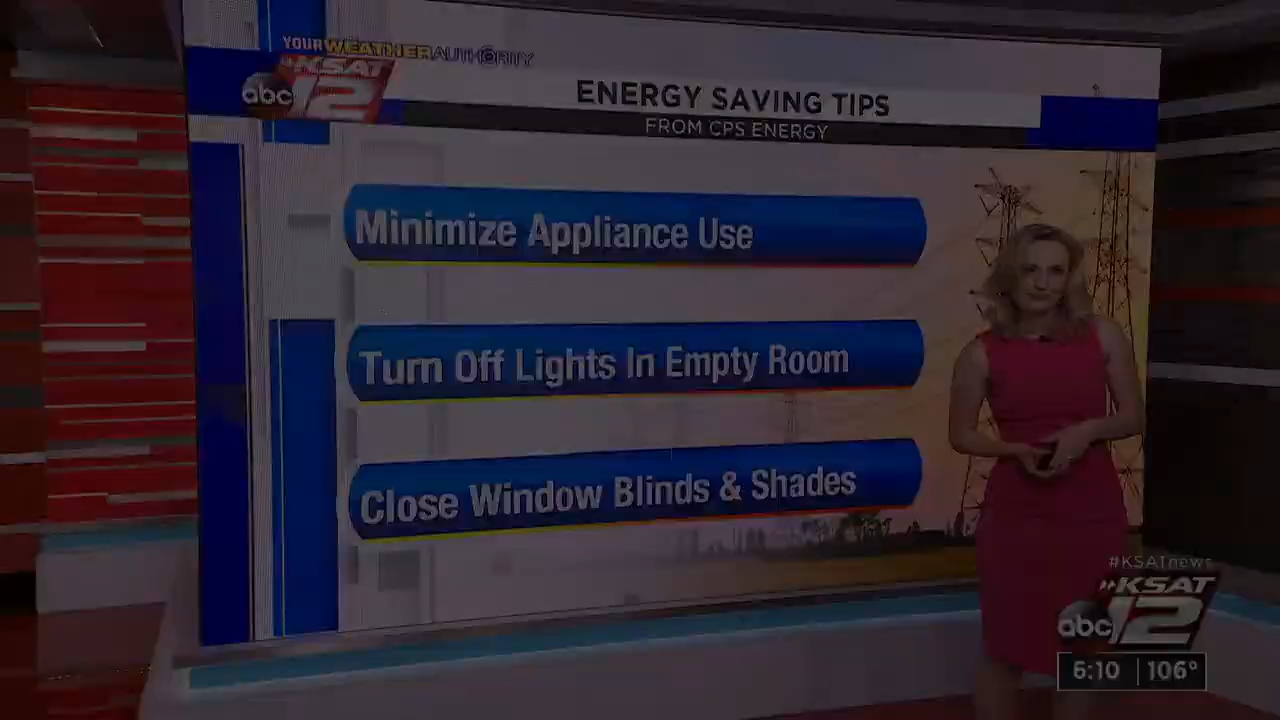 YOUR WEATHER AUTHORITY
KSAT
abc 12
ENERGY SAVING TIPS
FROM CPS ENERGY
Minimize Appliance Use
Turn Off Lights In Empty Room
Close Window Blinds & Shades
#KSATnews
KSAT
abc 12
6:10 106°